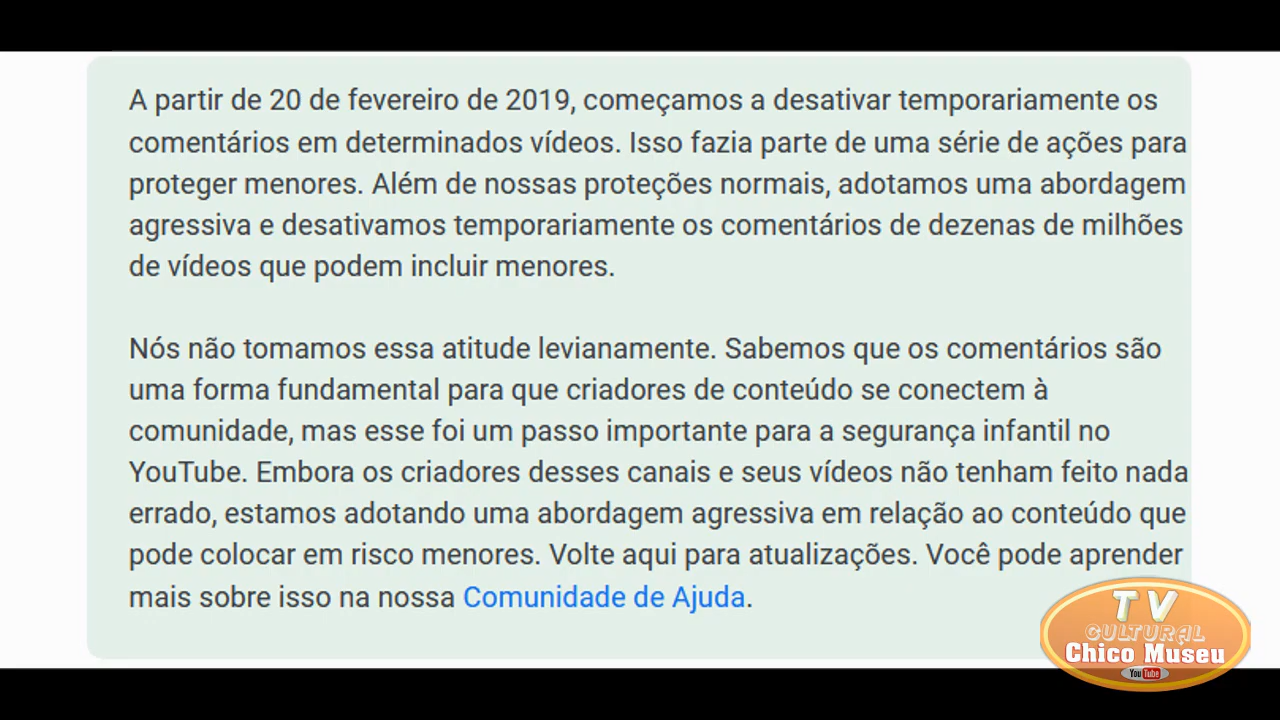 A partir de 20 de fevereiro de 2019, começamos a desativar temporariamente os
comentários em determinados vídeos. Isso fazia parte de uma série de ações para
proteger menores. Além de nossas proteções normais, adotamos uma abordagem
agressiva e desativamos temporariamente os comentários de dezenas de milhões
de vídeos que podem incluir menores.
Nós não tomamos essa atitude levianamente. Sabemos que os comentários são
uma forma fundamental para que criadores de conteúdo se conectem à
comunidade, mas esse foi um passo importante para a segurança infantil no
YouTube. Embora os criadores desses canais e seus vídeos não tenham feito nada
errado, estamos adotando uma abordagem agressiva em relação ao conteúdo que
pode colocar em risco menores. Volte aqui para atualizações. Você pode aprender
mais sobre isso na nossa Comunidade de Ajuda.
TV
CULTURAL
Chico Museu
YouTube